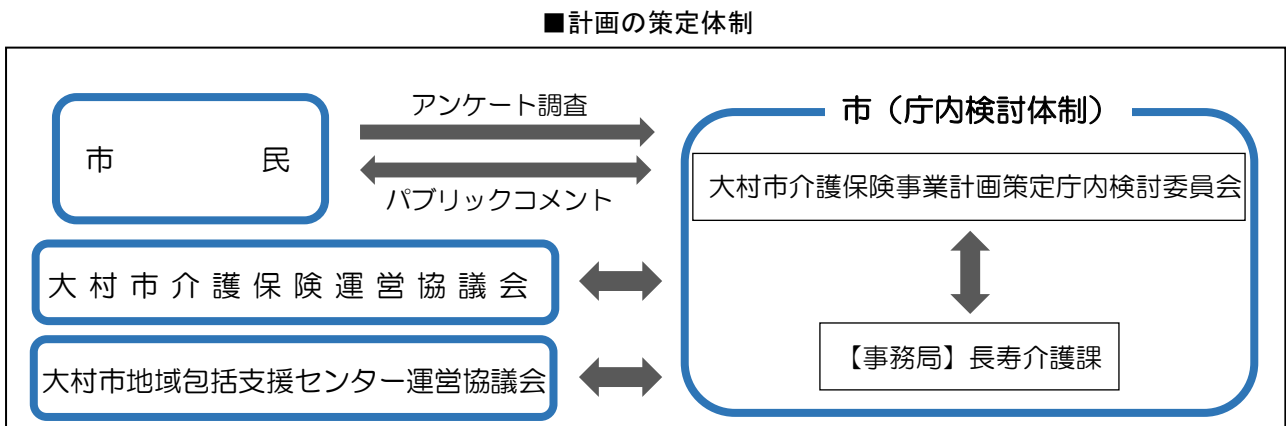 ■計画の策定体制
市　　　民
アンケート調査
パブリックコメント
大村市介護保険運営協議会
大村市地域包括支援センター運営協議会
市（庁内検討体制）
大村市介護保険事業計画策定庁内検討委員会
【事務局】長寿介護課